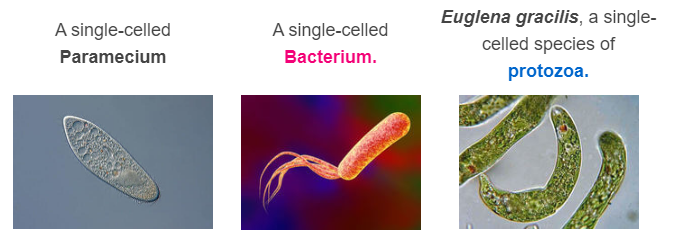 A single-celled
Paramecium
A single-celled
Bacterium.
Euglena gracilis, a single-
celled species of
protozoa.